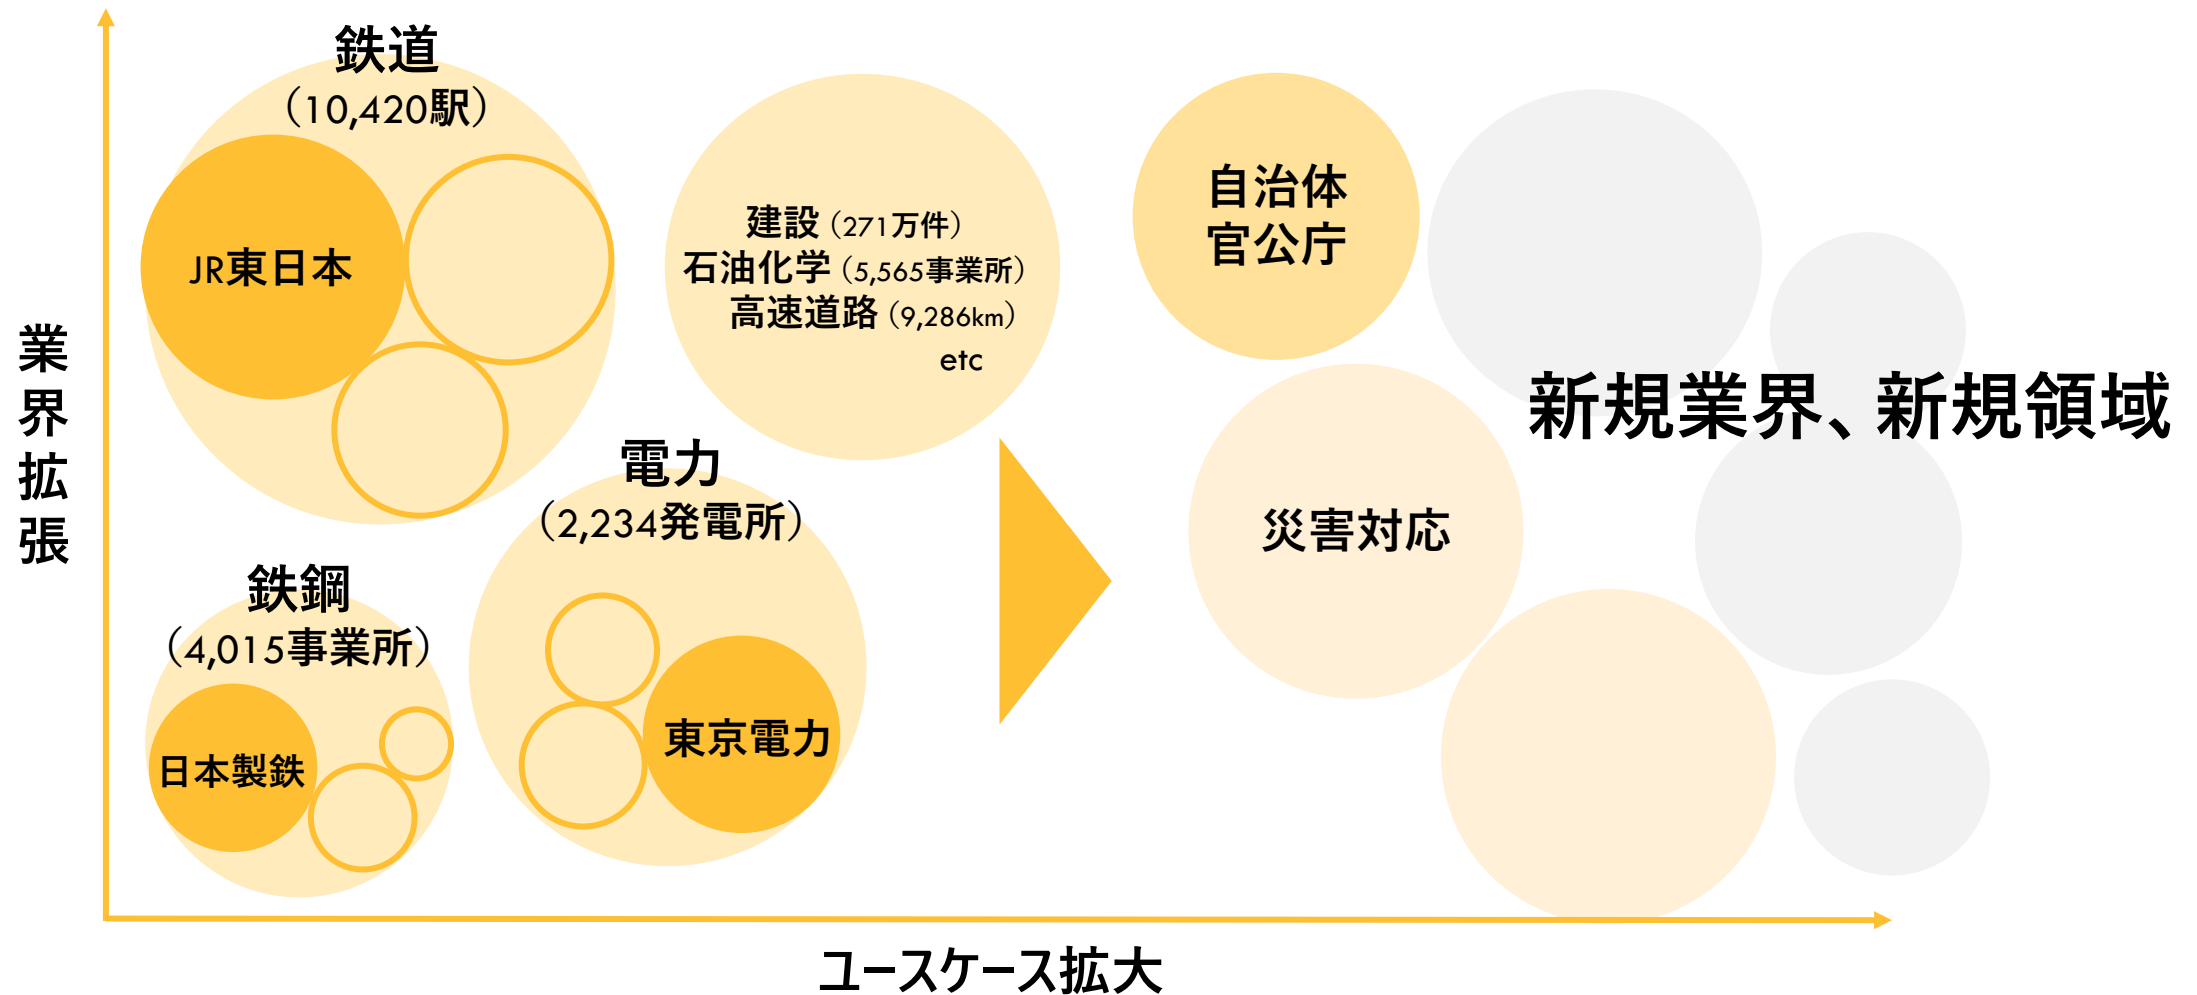 鉄道
（10,420駅）
JR東日本
建設（271万件）
石油化学（5,565事業所）
高速道路（9,286km）
etc
電力
（2,234発電所）
東京電力
鉄鋼
（4,015事業所）
日本製鉄
自治体
官公庁
災害対応
新規業界、新規領域
業界拡張
ユースケース拡大